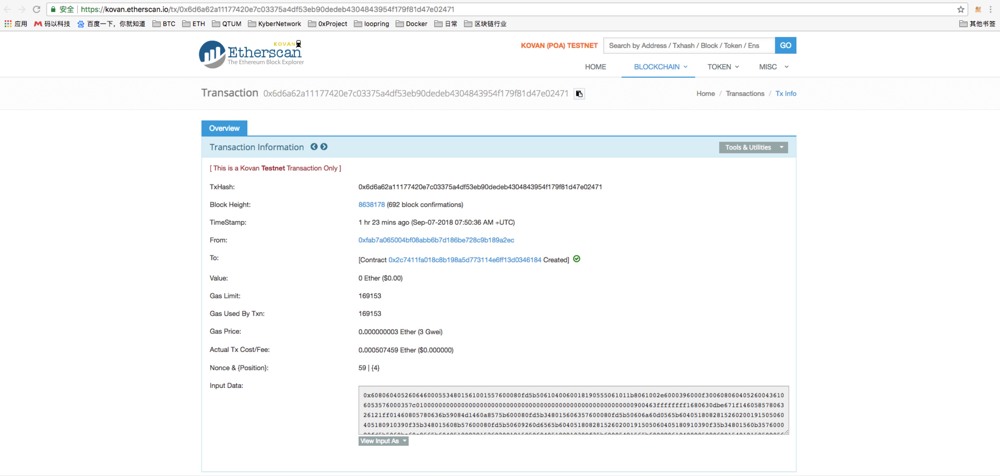 安全 https://kovan.etherscan.io/tx/0x6d6a62a11177420e7c03375a4df53eb90dedeb4304843954f179f81d47e02471
应用 码以科技 百度一下，你就知道 BTC ETH QTUM KyberNetwork 0xProject loopring Docker 日常 区块链行业 其他书签
KOVAN
Etherscan
The Ethereum Block Explorer
KOVAN (POA) TESTNET Search by Address / Txhash / Block / Token / Ens GO
HOME BLOCKCHAIN TOKEN MISC
Transaction 0x6d6a62a11177420e7c03375a4df53eb90dedeb4304843954f179f81d47e02471 Home / Transactions / Tx Info
Overview
Transaction Information Tools & Utilities
[ This is a Kovan Testnet Transaction Only ]
TxHash: 0x6d6a62a11177420e7c03375a4df53eb90dedeb4304843954f179f81d47e02471
Block Height: 8638178 (692 block confirmations)
TimeStamp: 1 hr 23 mins ago (Sep-07-2018 07:50:36 AM +UTC)
From: 0xfab7a065004bf08abb6b7d186be728c9b189a2ec
To: [Contract 0x2c7411fa018c8b198a5d773114e6ff13d0346184 Created]
Value: 0 Ether ($0.00)
Gas Limit: 169153
Gas Used By Txn: 169153
Gas Price: 0.000000003 Ether (3 Gwei)
Actual Tx Cost/Fee: 0.000507459 Ether ($0.000000)
Nonce & {Position}: 59 | {4}
Input Data:
0x6080604052606460005534801561001557600080fd5b506104006001819055506101 1b8061002e6000396000f300608060405260043610
6053576000357c0100000000000000000000000000000000000000000000000000000000900463ffffffff1680630dbe671f146058578063
26121ff01460805780636b59084d1460a8575b600080fd5b348015606357600080fd5b50606a60d0565b6040518082815260200191505060
405180910390f35b348015608b57600080fd5b50609260d6565b6040518082815260200191505060405180910390f35b34801560b3576000
View Input As